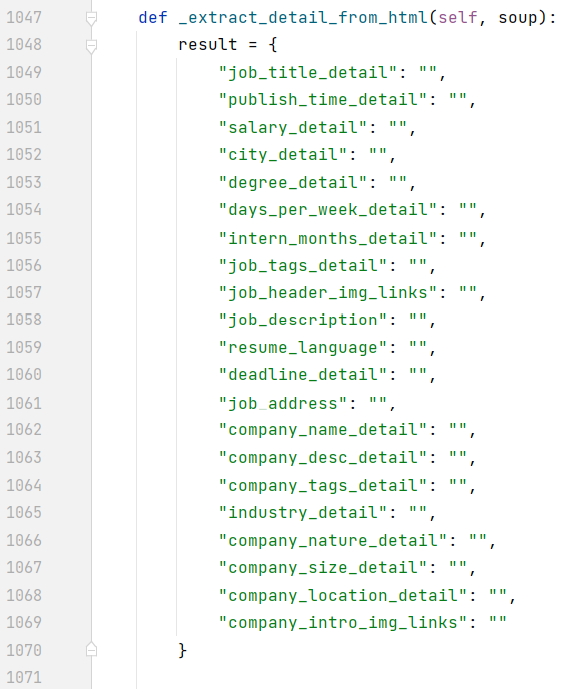 1047 def _extract_detail_from_html(self, soup):
1048 result = {
1049 "job_title_detail": "",
1050 "publish_time_detail": "",
1051 "salary_detail": "",
1052 "city_detail": "",
1053 "degree_detail": "",
1054 "days_per_week_detail": "",
1055 "intern_months_detail": "",
1056 "job_tags_detail": "",
1057 "job_header_img_links": "",
1058 "job_description": "",
1059 "resume_language": "",
1060 "deadline_detail": "",
1061 "job_address": "",
1062 "company_name_detail": "",
1063 "company_desc_detail": "",
1064 "company_tags_detail": "",
1065 "industry_detail": "",
1066 "company_nature_detail": "",
1067 "company_size_detail": "",
1068 "company_location_detail": "",
1069 "company_intro_img_links": ""
1070 }
1071